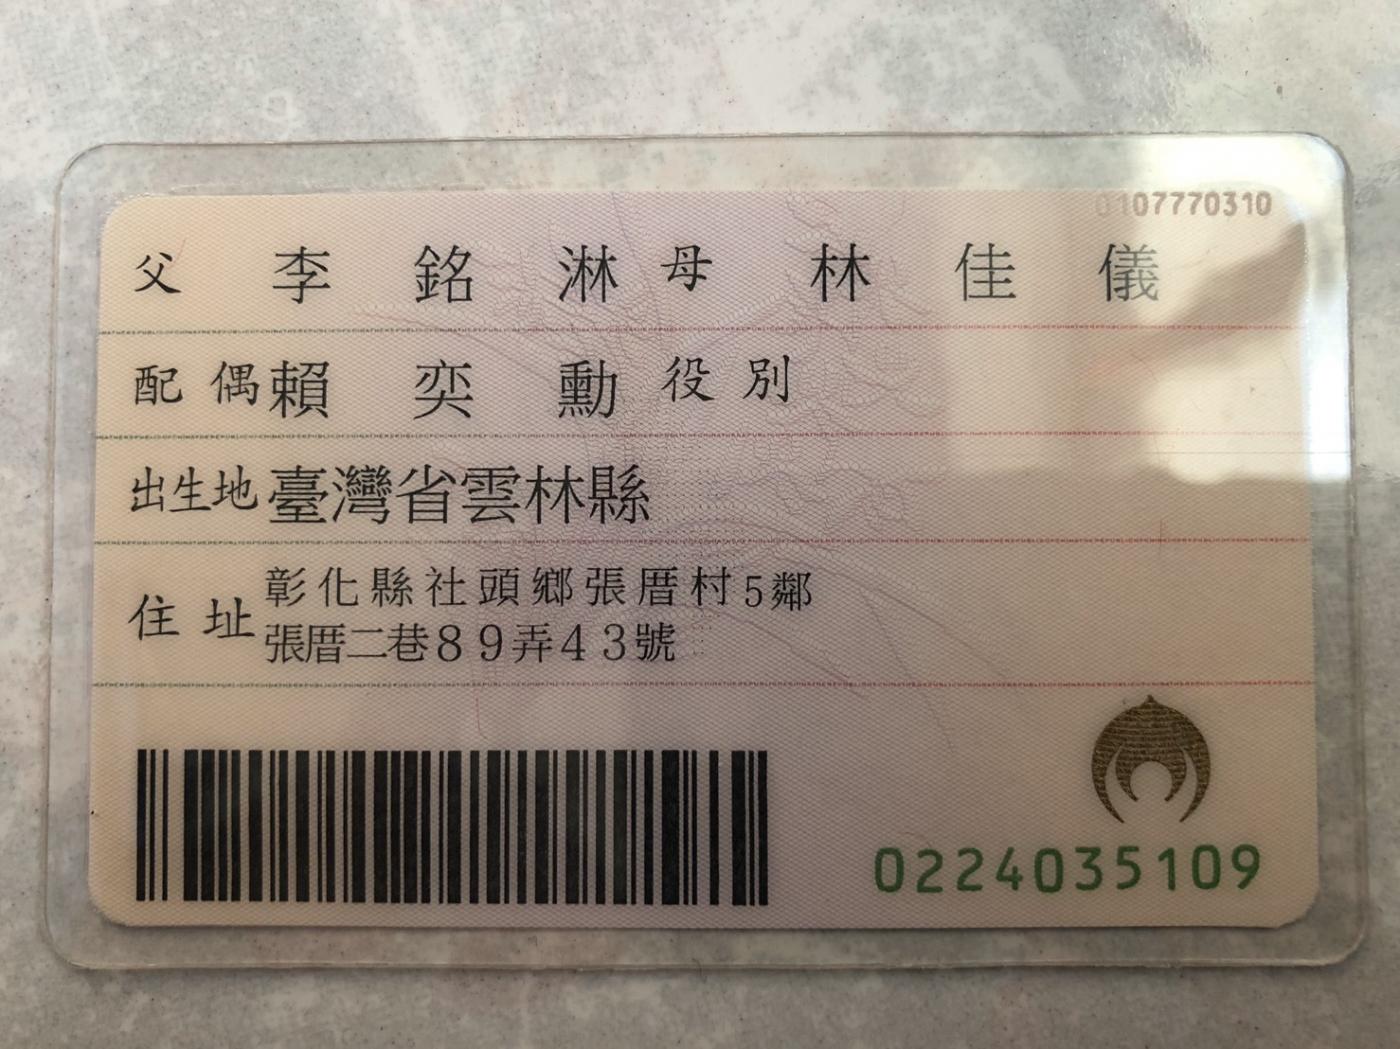 0107770310
父 李銘淋 母 林佳儀
配偶 賴奕勳 役別
出生地 臺灣省雲林縣
住址 彰化縣社頭鄉張厝村5鄰
張厝二巷89弄43號
0224035109